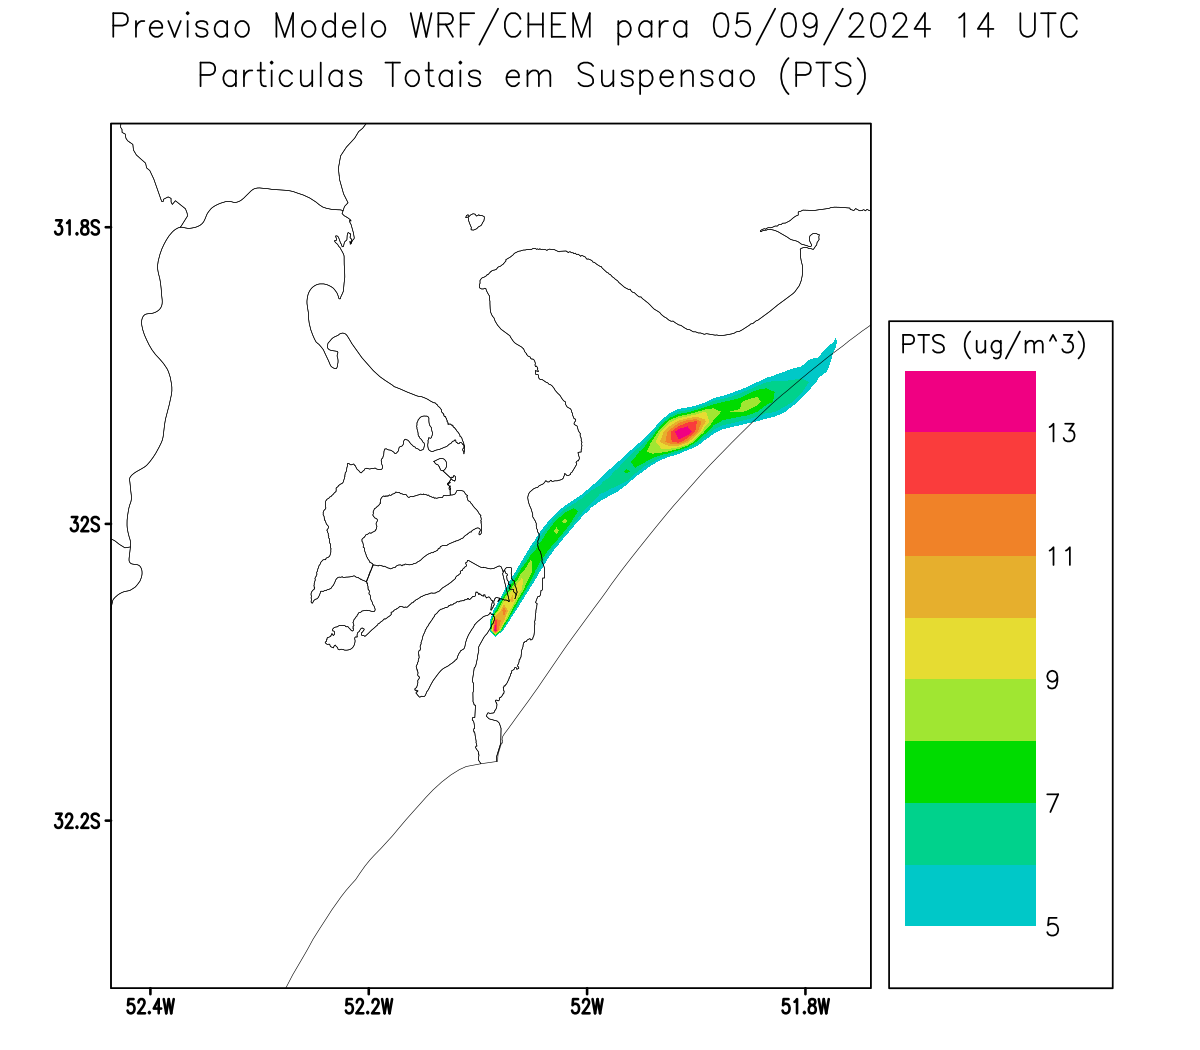 Previsao Modelo WRF/CHEM para 05/09/2024 14 UTC
Particulas Totais em Suspensao (PTS)
31.8S
32S
32.2S
52.4W 52.2W 52W 51.8W
PTS (ug/m^3)
13
11
9
7
5